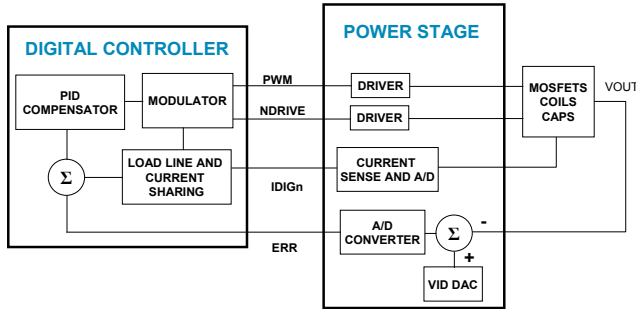 DIGITAL CONTROLLER
POWER STAGE
PID
COMPENSATOR
MODULATOR
PWM
NDRIVE
DRIVER
DRIVER
MOSFETS
COILS
CAPS
VOUT
Σ
LOAD LINE AND
CURRENT
SHARING
IDIGn
CURRENT
SENSE AND A/D
ERR
A/D
CONVERTER
Σ
-
+
VID DAC